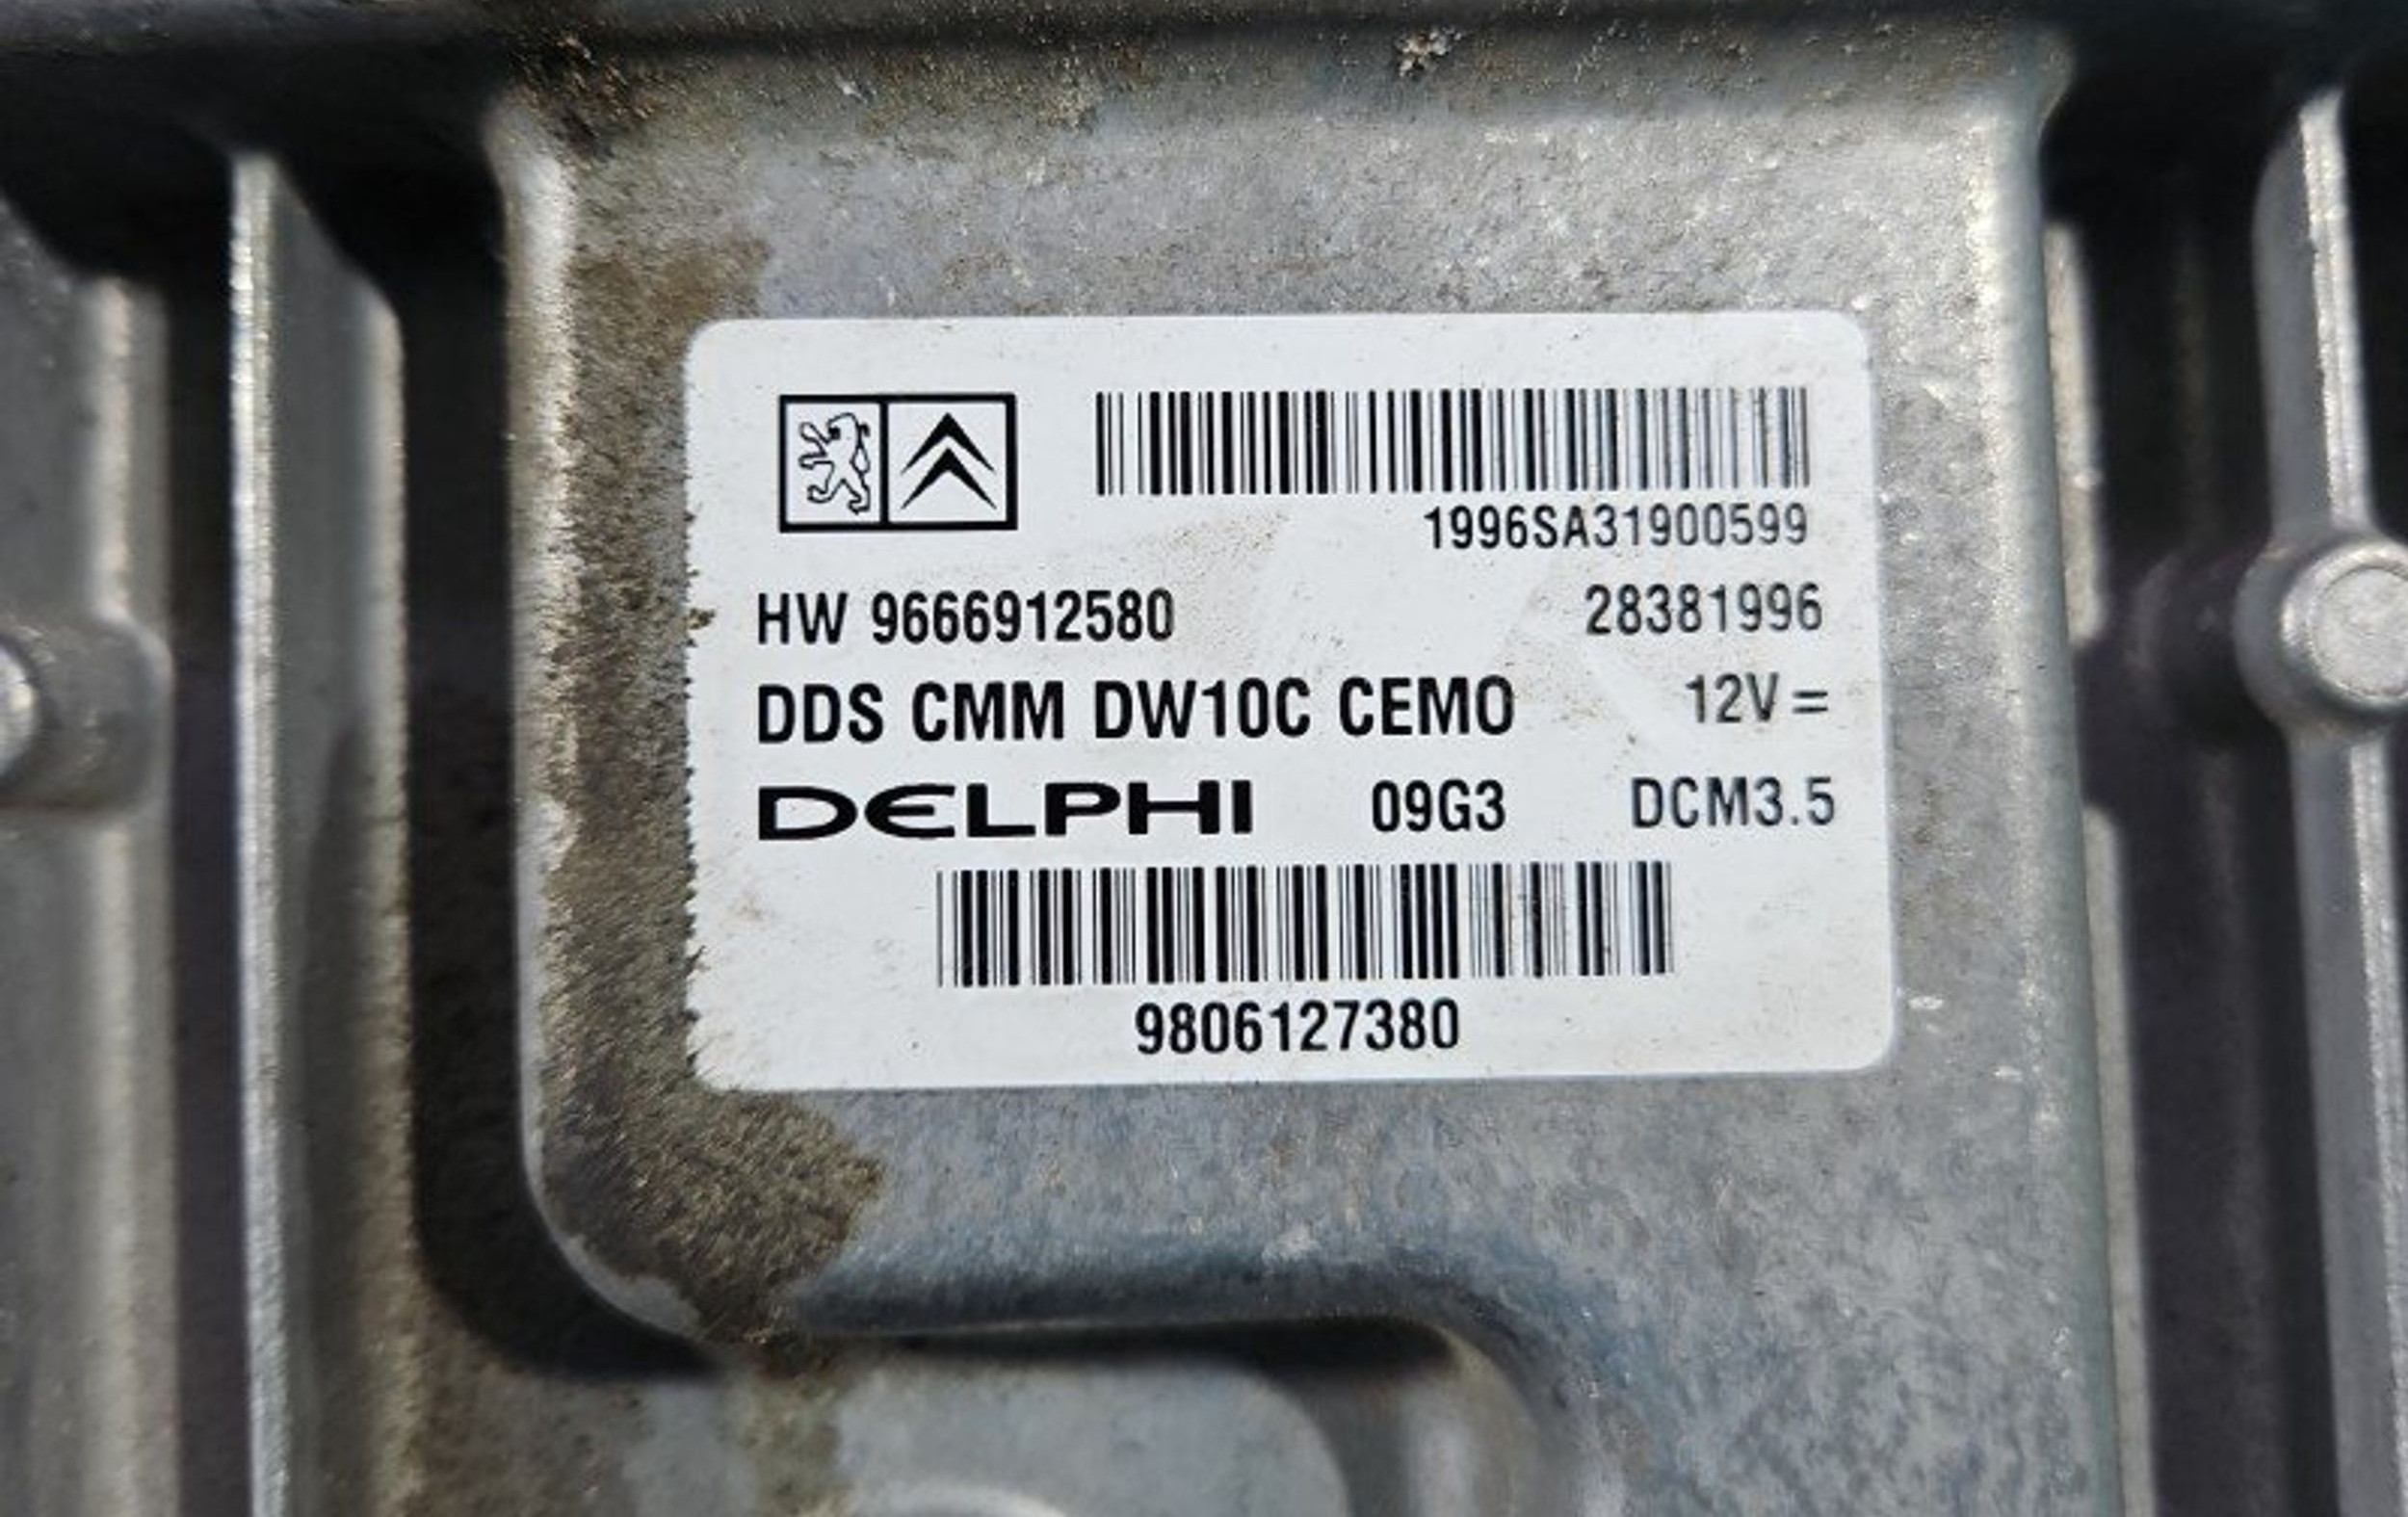 1996SA31900599
HW 9666912580 28381996
DDS CMM DW10C CEMO 12V=
DELPHI 09G3 DCM3.5
9806127380